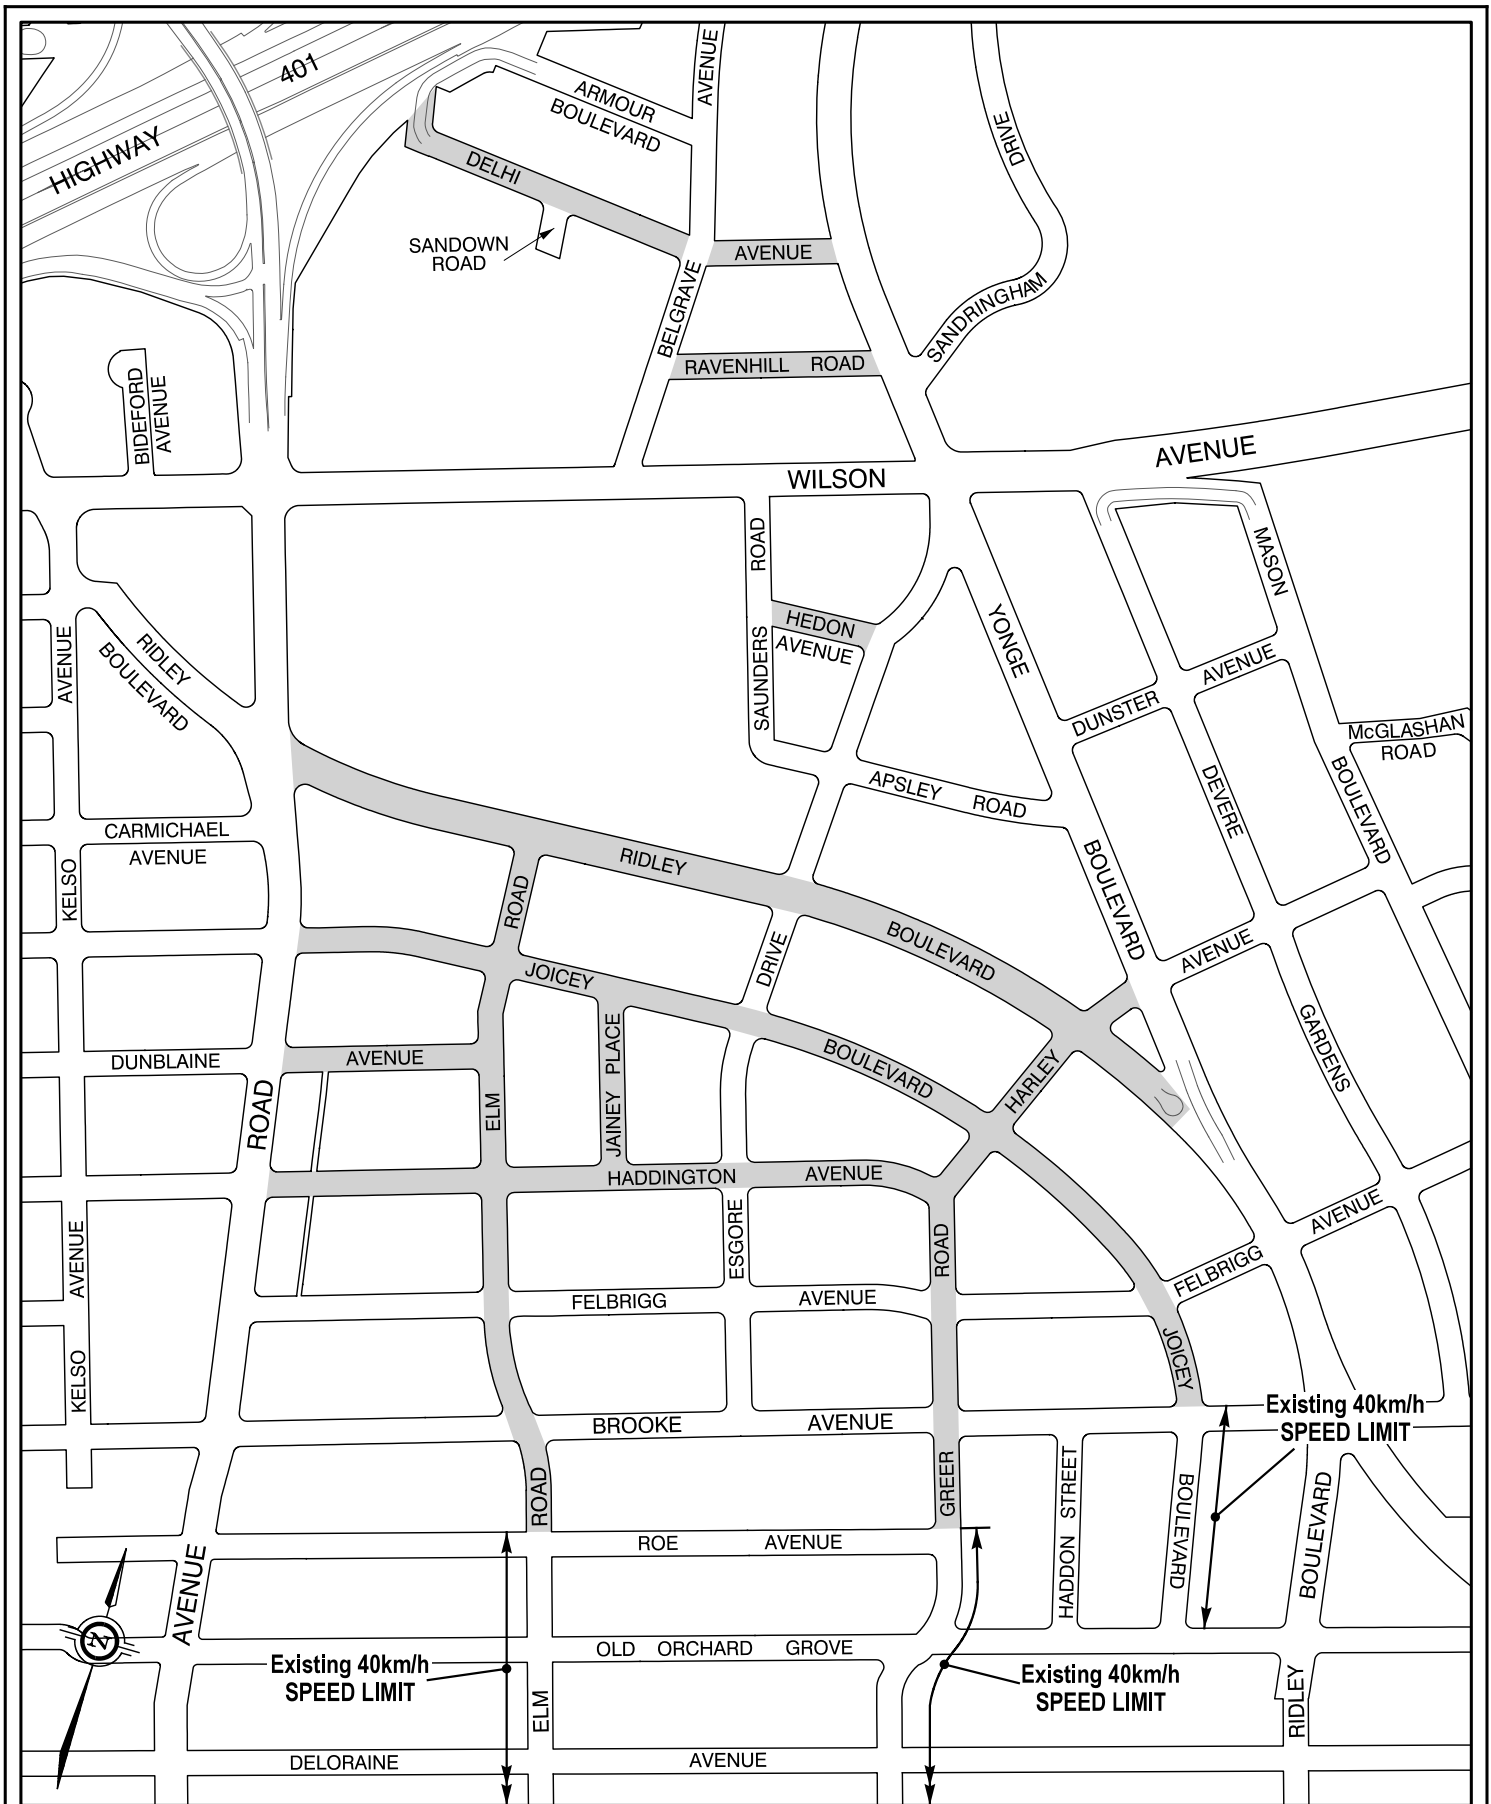 401
HIGHWAY
ARMOUR
BOULEVARD
AVENUE
DRIVE
DELHI
SANDOWN
ROAD
AVENUE
BELGRAVE
SANDRINGHAM
RAVENHILL ROAD
BIDEFORD
AVENUE
WILSON
AVENUE
ROAD
MASON
HEDON
AVENUE
SAUNDERS
YONGE
AVENUE
RIDLEY
BOULEVARD
AVENUE
DUNSTER
McGLASHAN
ROAD
APSLEY ROAD
DEVERE
BOULEVARD
CARMICHAEL
AVENUE
KELSO
RIDLEY
BOULEVARD
ROAD
BOULEVARD
AVENUE
DRIVE
JOICEY
GARDENS
JAINEY PLACE
BOULEVARD
HARLEY
DUNBLAINE
AVENUE
ROAD
ELM
HADDINGTON
AVENUE
AVENUE
AVENUE
ESGORE
ROAD
FELBRIGG
FELBRIGG
AVENUE
KELSO
JOICEY
Existing 40km/h
SPEED LIMIT
BROOKE
AVENUE
ROAD
GREER
HADDON STREET
BOULEVARD
BOULEVARD
ROE
AVENUE
AVENUE
N
OLD ORCHARD GROVE
Existing 40km/h
SPEED LIMIT
Existing 40km/h
SPEED LIMIT
ELM
RIDLEY
DELORAINE
AVENUE